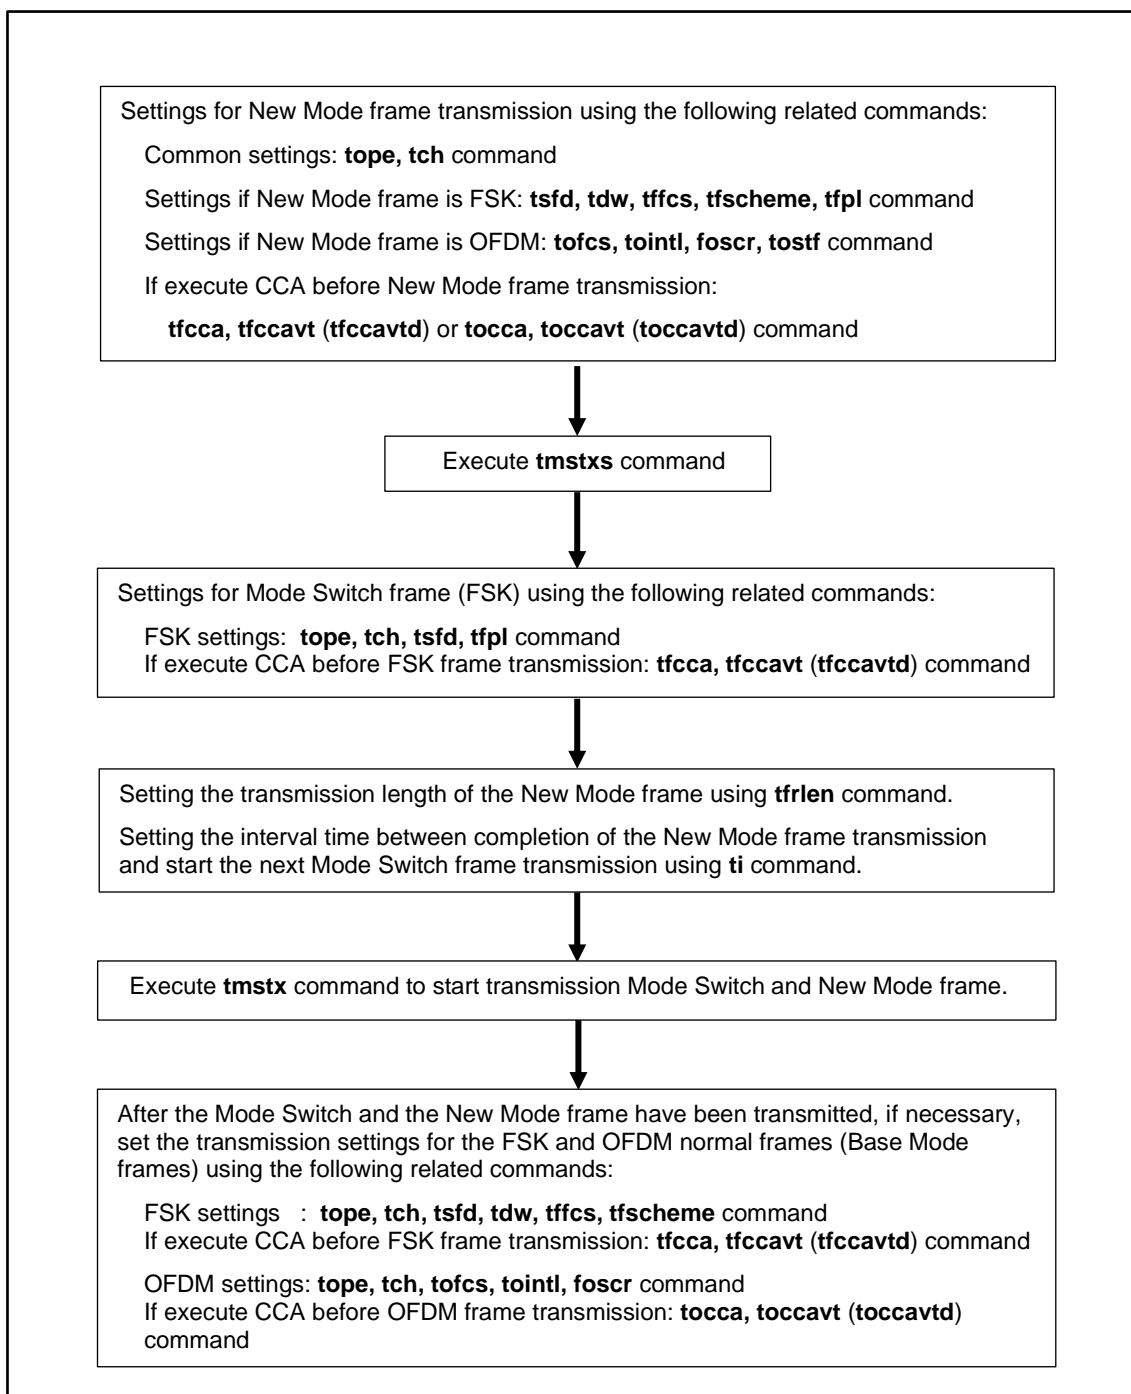 Settings for New Mode frame transmission using the following related commands:
Common settings: tope, tch command
Settings if New Mode frame is FSK: tsfd, tdw, tffcs, tfscheme, tfpl command
Settings if New Mode frame is OFDM: tofcs, tointl, foscr, tostf command
If execute CCA before New Mode frame transmission:
tfcca, tfccavt (tfccavtd) or tocca, toccavt (toccavtd) command
Execute tmstxs command
Settings for Mode Switch frame (FSK) using the following related commands:
FSK settings: tope, tch, tsfd, tfpl command
If execute CCA before FSK frame transmission: tfcca, tfccavt (tfccavtd) command
Setting the transmission length of the New Mode frame using tfrlen command.
Setting the interval time between completion of the New Mode frame transmission
and start the next Mode Switch frame transmission using ti command.
Execute tmstx command to start transmission Mode Switch and New Mode frame.
After the Mode Switch and the New Mode frame have been transmitted, if necessary,
set the transmission settings for the FSK and OFDM normal frames (Base Mode
frames) using the following related commands:
FSK settings : tope, tch, tsfd, tdw, tffcs, tfscheme command
If execute CCA before FSK frame transmission: tfcca, tfccavt (tfccavtd) command
OFDM settings: tope, tch, tofcs, tointl, foscr command
If execute CCA before OFDM frame transmission: tocca, toccavt (toccavtd)
command